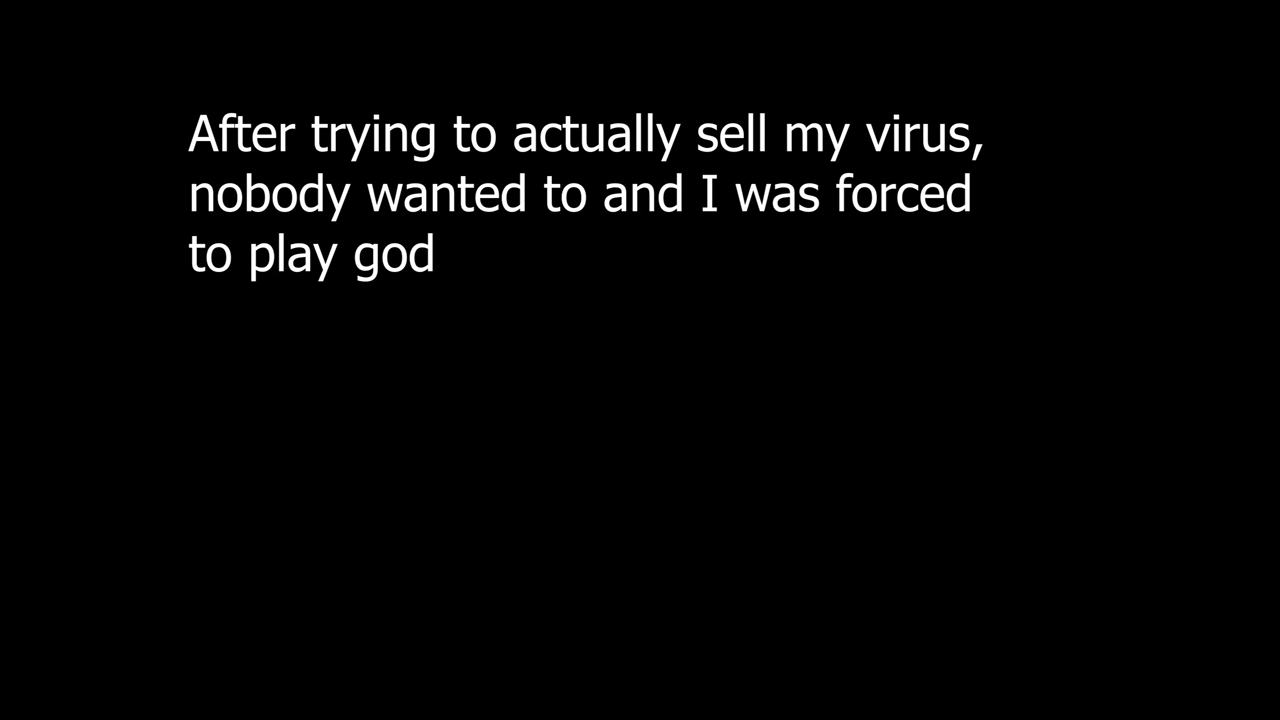 After trying to actually sell my virus,
nobody wanted to and I was forced
to play god